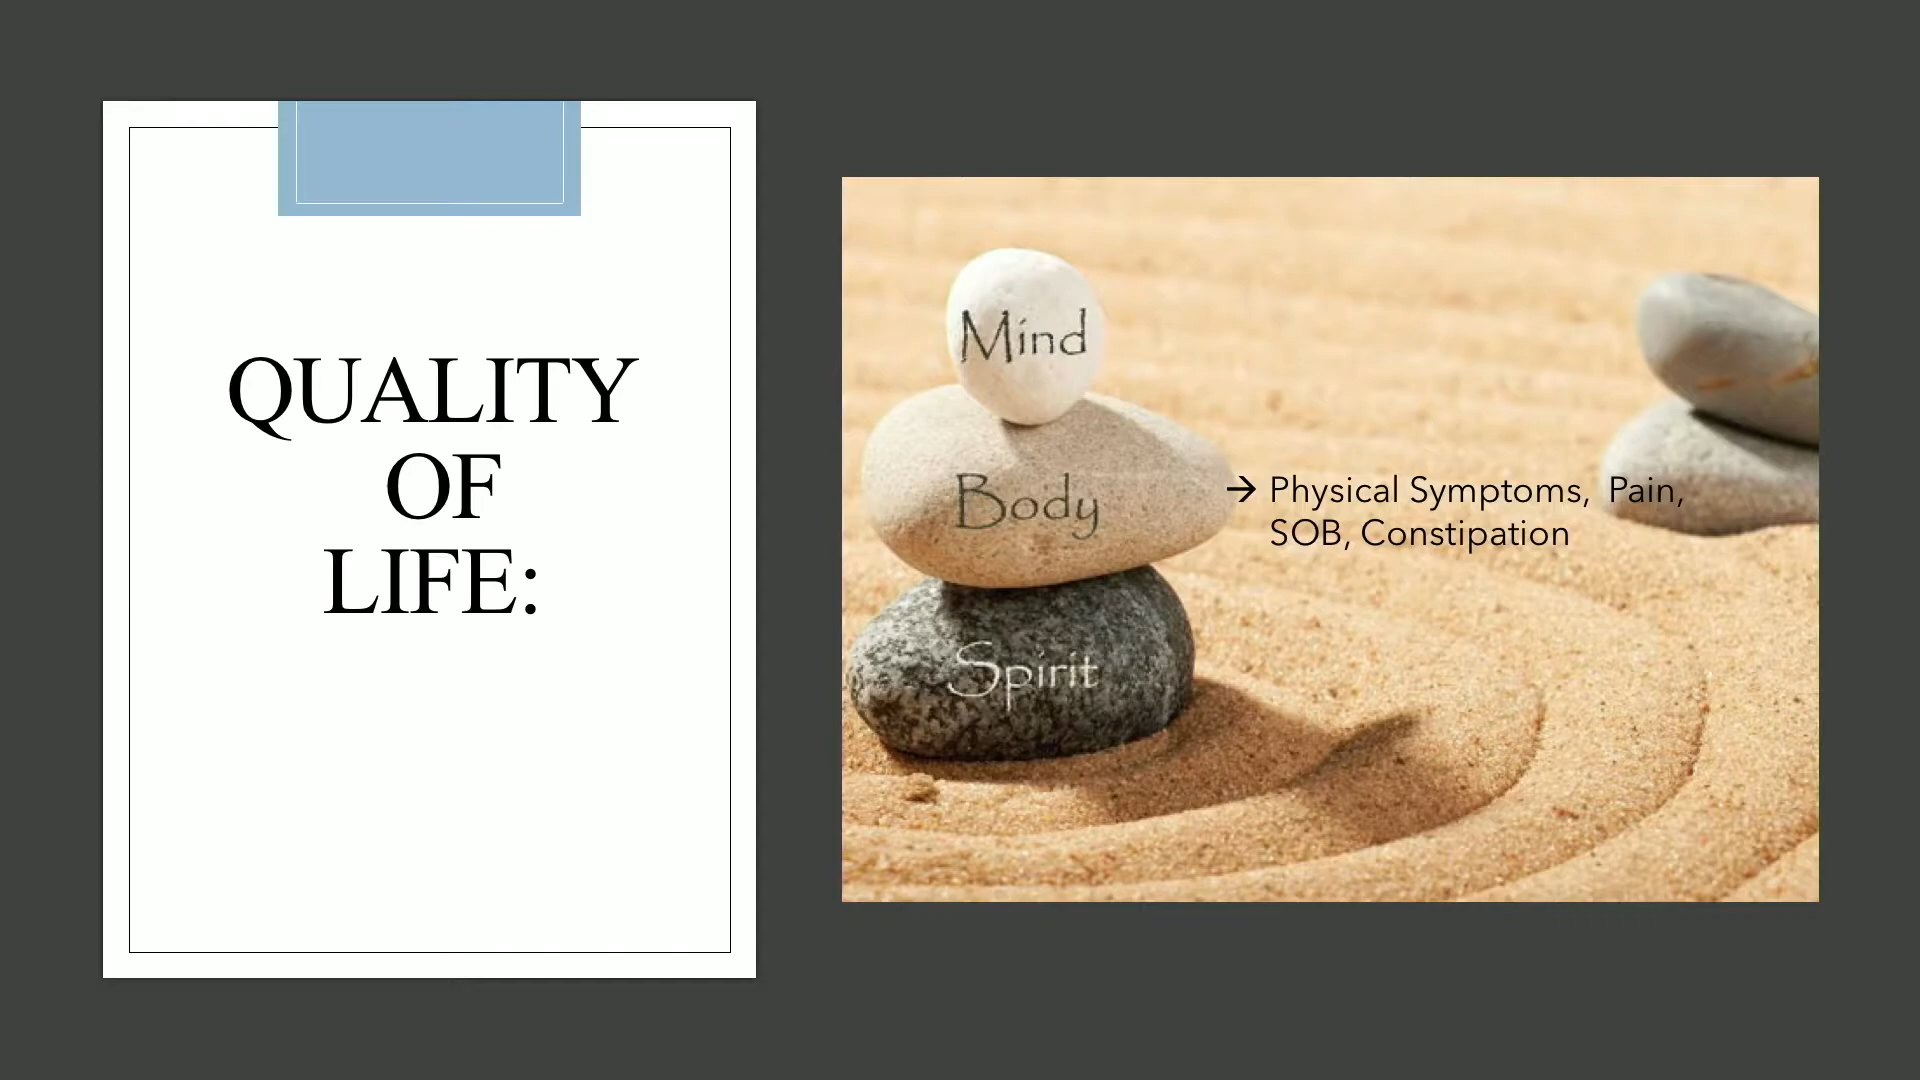 QUALITY
OF
LIFE:
Mind
Body
→ Physical Symptoms, Pain,
SOB, Constipation
Spirit